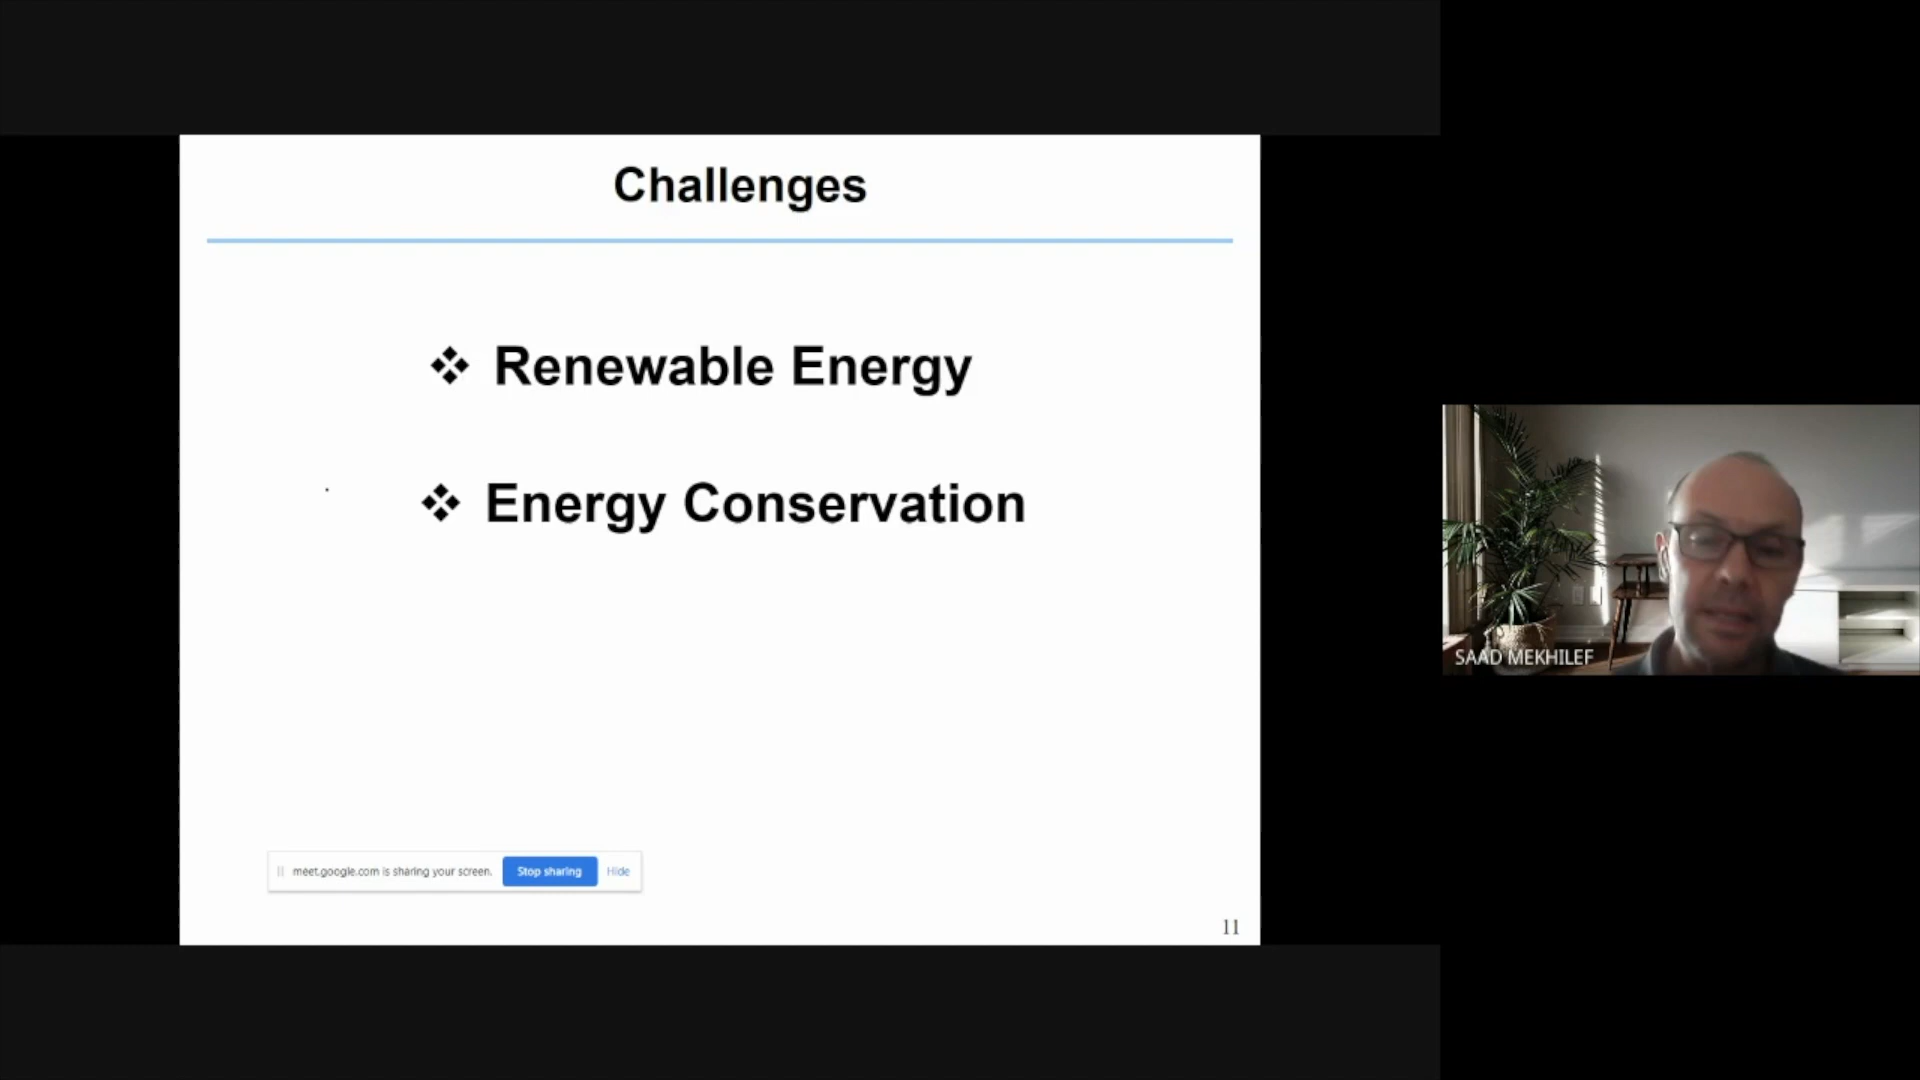 Challenges
❖ Renewable Energy
❖ Energy Conservation
meet.google.com is sharing your screen. Stop sharing Hide
11
SAAD MEKHILEF